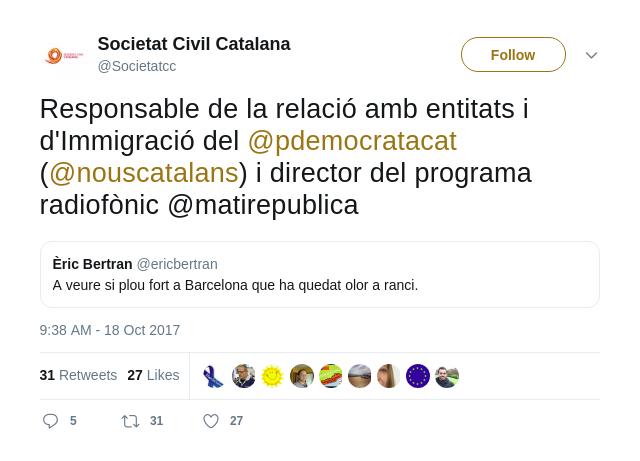 Societat Civil Catalana
@Societatcc
Follow
Responsable de la relació amb entitats i
d'Immigració del @pdemocratacat
(@nouscatalans) i director del programa
radiofònic @matirepublica
Èric Bertran @ericbertran
A veure si plou fort a Barcelona que ha quedat olor a ranci.
9:38 AM - 18 Oct 2017
31 Retweets 27 Likes
5 31 27